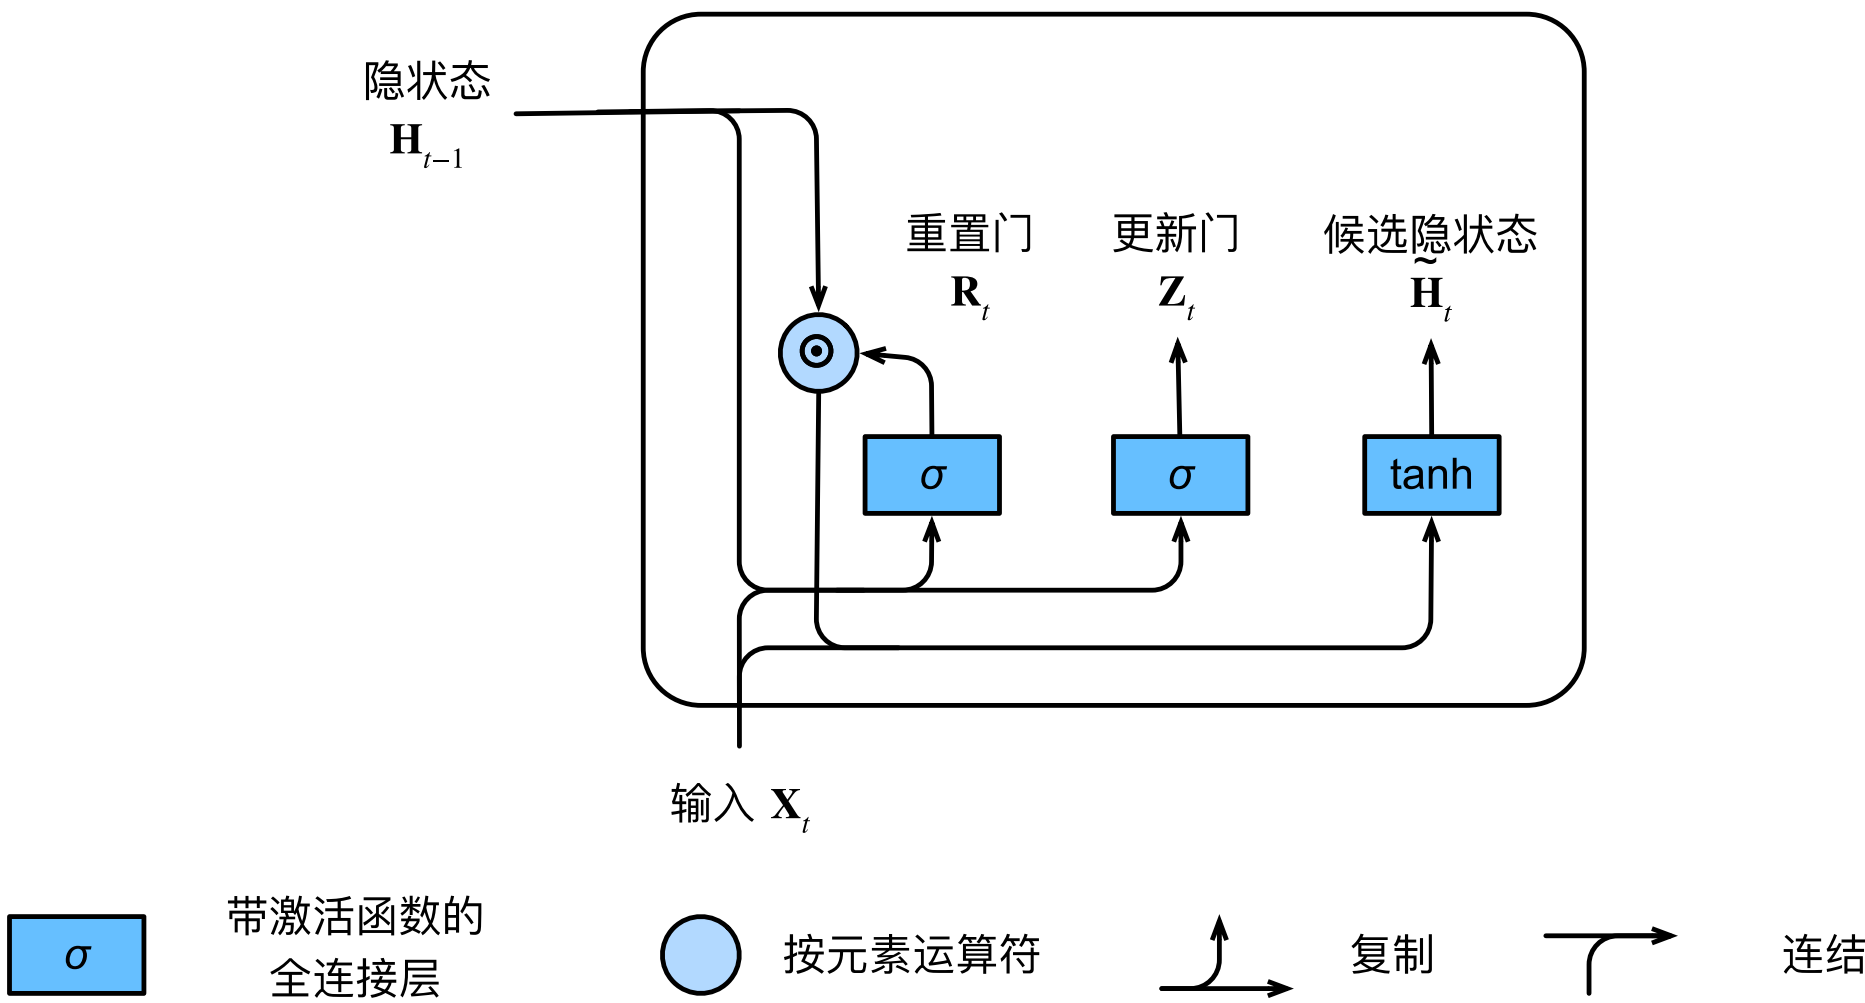 隐状态
H_{t−1}
重置门
R_t
更新门
Z_t
候选隐状态
H̃_t
⊙
σ
σ
tanh
输入 X_t
σ
带激活函数的
全连接层
按元素运算符
复制
连结